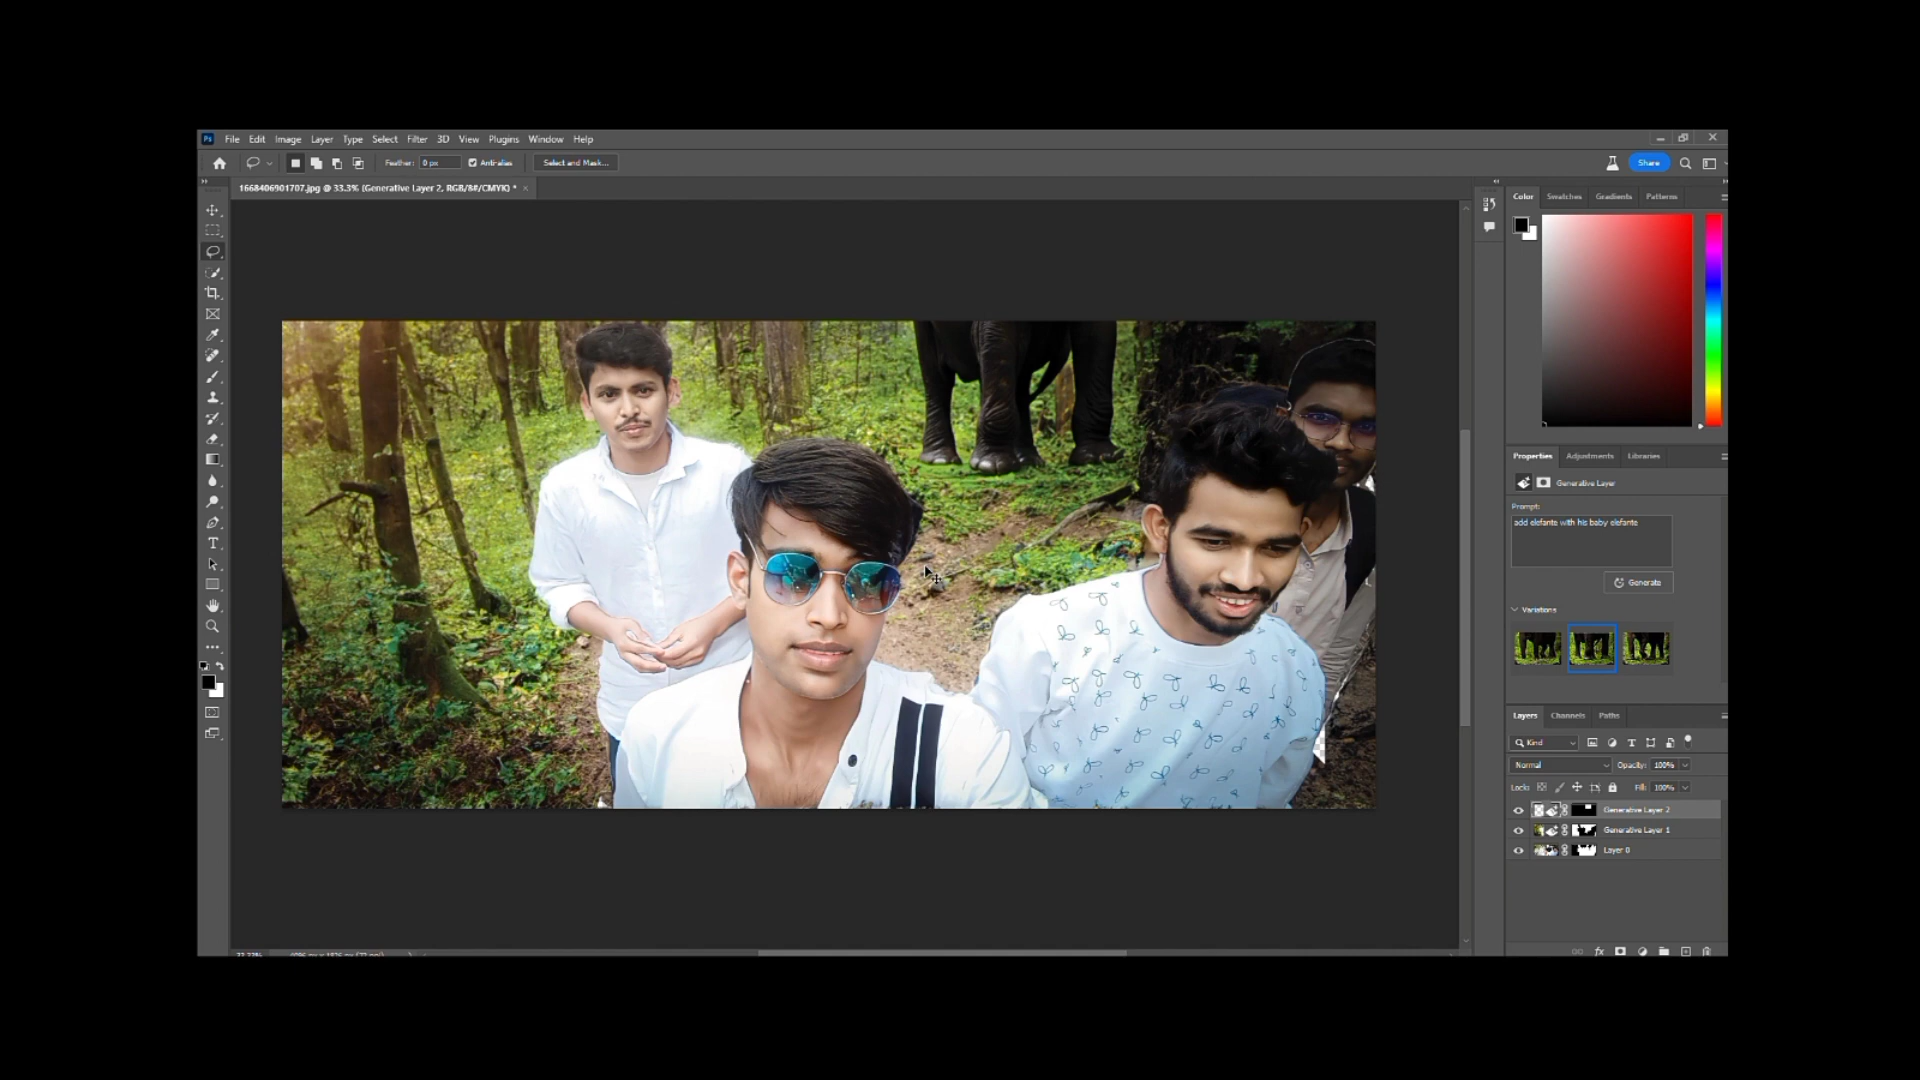 Ps File Edit Image Layer Type Select Filter 3D View Plugins Window Help
Feather: 0 px Anti-alias Select and Mask... Share
1668406901707.jpg @ 33.3% (Generative Layer 2, RGB/8#/CMYK) * ×
Color Swatches Gradients Patterns
Properties Adjustments Libraries
Generative Layer
Prompt:
add elefante with his baby elefante
Generate
Variations
Layers Channels Paths
Kind
Normal Opacity: 100%
Lock: Fill: 100%
Generative Layer 2
Generative Layer 1
Layer 0
fx